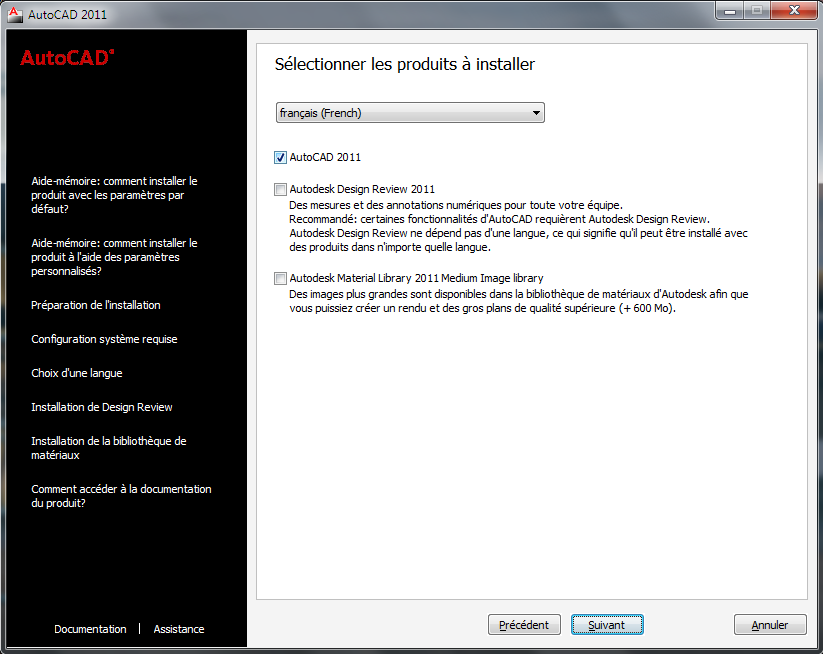 AutoCAD 2011
AutoCAD®
Aide-mémoire: comment installer le
produit avec les paramètres par
défaut?
Aide-mémoire: comment installer le
produit à l'aide des paramètres
personnalisés?
Préparation de l'installation
Configuration système requise
Choix d'une langue
Installation de Design Review
Installation de la bibliothèque de
matériaux
Comment accéder à la documentation
du produit?
Documentation | Assistance
Sélectionner les produits à installer
français (French)
AutoCAD 2011
Autodesk Design Review 2011
Des mesures et des annotations numériques pour toute votre équipe.
Recommandé: certaines fonctionnalités d'AutoCAD requièrent Autodesk Design Review.
Autodesk Design Review ne dépend pas d'une langue, ce qui signifie qu'il peut être installé avec
des produits dans n'importe quelle langue.
Autodesk Material Library 2011 Medium Image library
Des images plus grandes sont disponibles dans la bibliothèque de matériaux d'Autodesk afin que
vous puissiez créer un rendu et des gros plans de qualité supérieure (+ 600 Mo).
Précédent
Suivant
Annuler